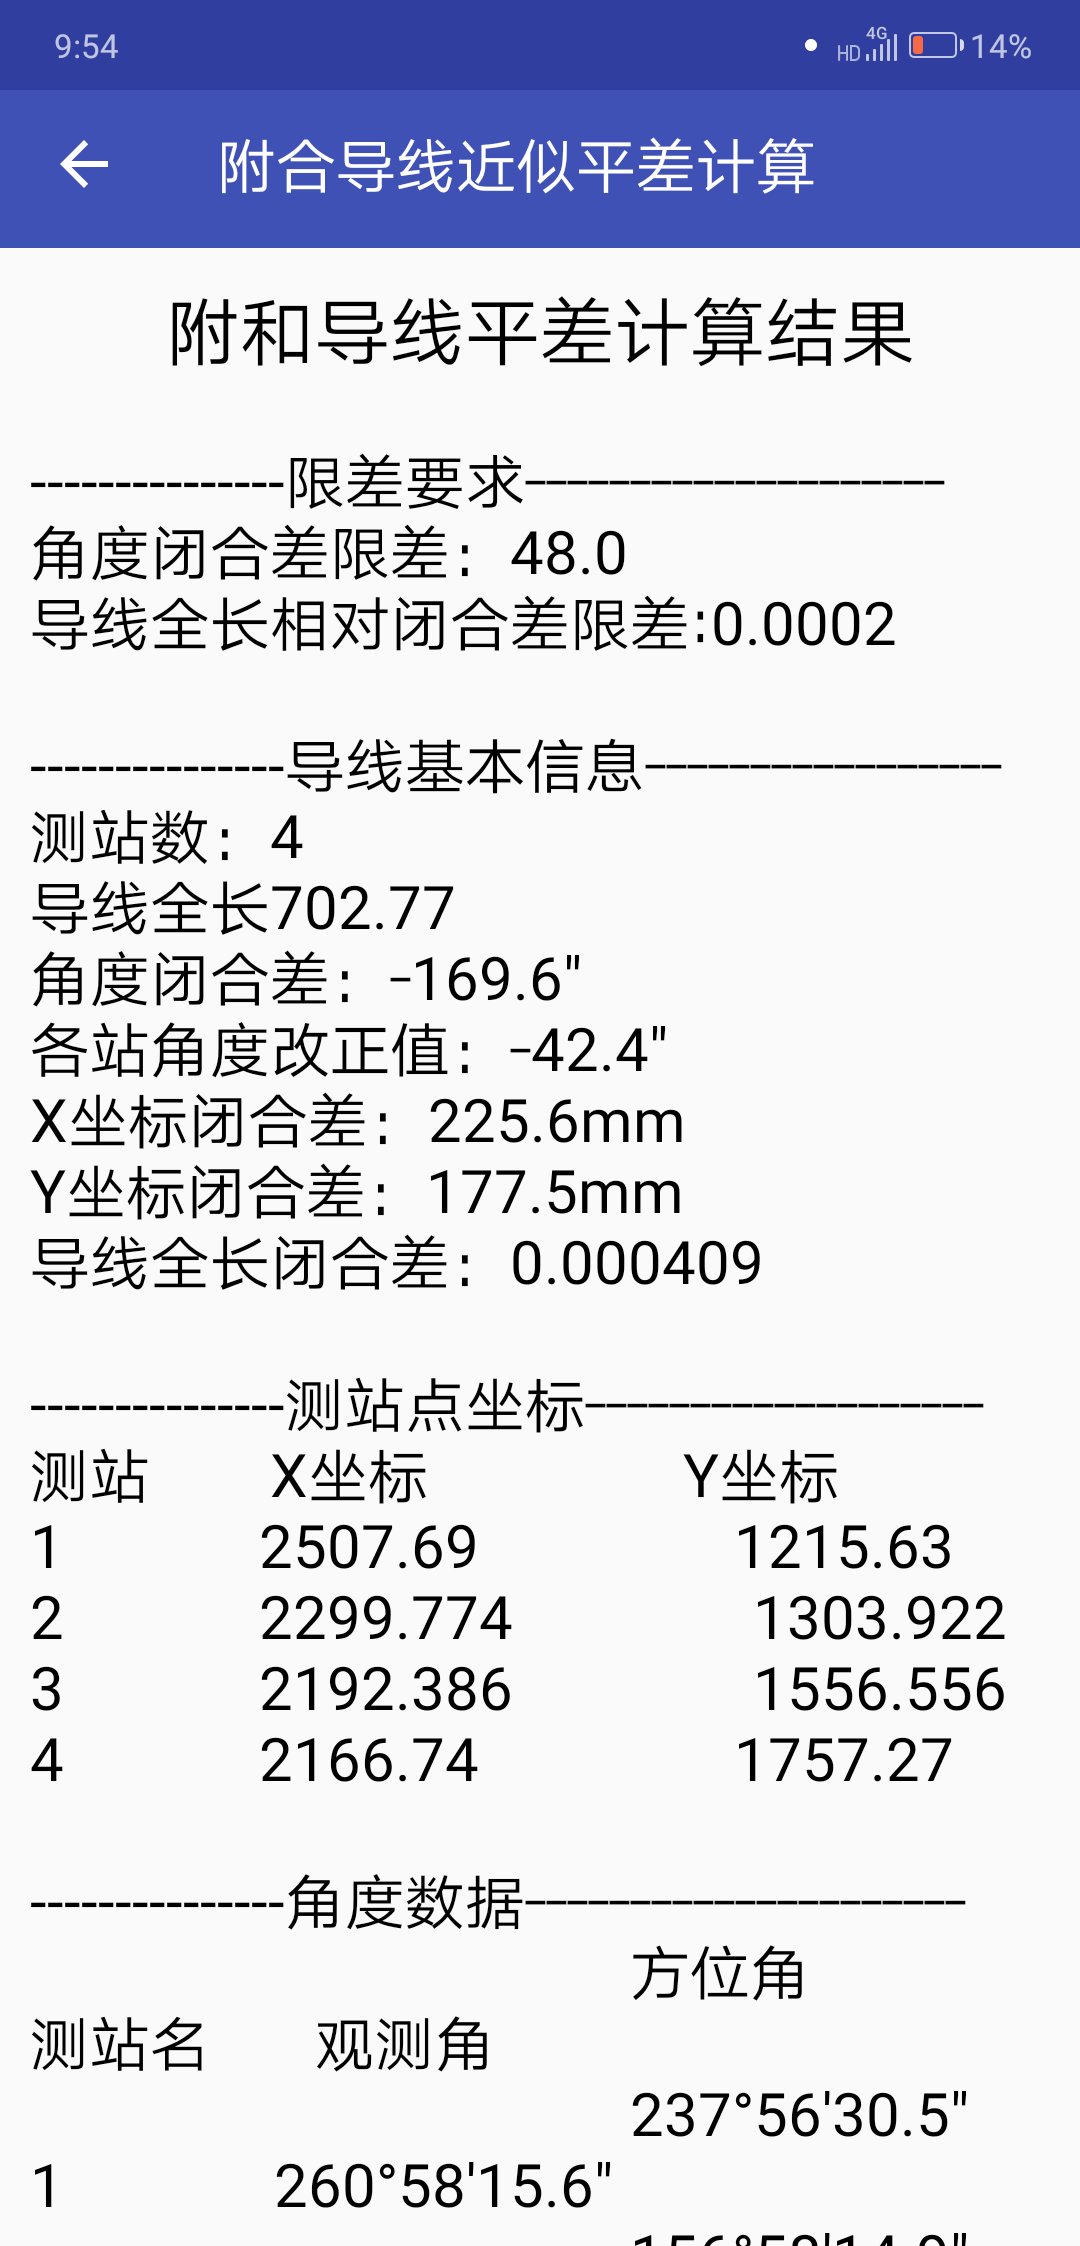 9:54
HD 4G 14%
附合导线近似平差计算
附和导线平差计算结果
---------------限差要求--------------------
角度闭合差限差：48.0
导线全长相对闭合差限差:0.0002
---------------导线基本信息-----------------
测站数：4
导线全长702.77
角度闭合差：-169.6"
各站角度改正值：-42.4"
X坐标闭合差：225.6mm
Y坐标闭合差：177.5mm
导线全长闭合差：0.000409
---------------测站点坐标-------------------
测站 X坐标 Y坐标
1 2507.69 1215.63
2 2299.774 1303.922
3 2192.386 1556.556
4 2166.74 1757.27
---------------角度数据---------------------
方位角
测站名 观测角
237°56'30.5"
1 260°58'15.6"